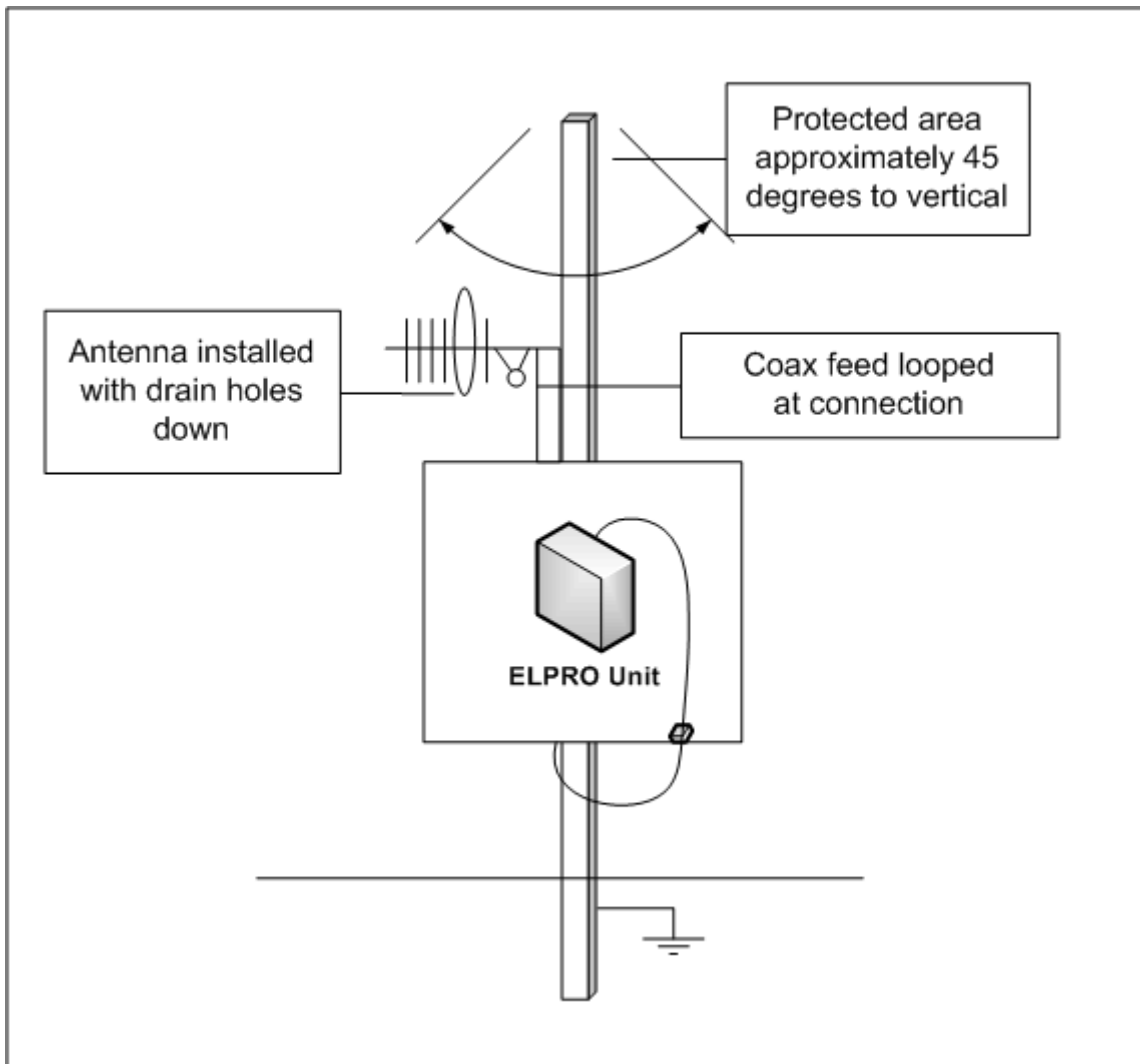 Protected area
approximately 45
degrees to vertical
Antenna installed
with drain holes
down
Coax feed looped
at connection
ELPRO Unit